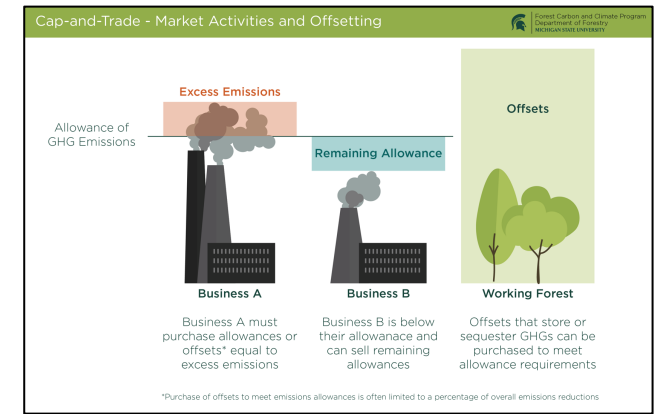 Cap-and-Trade - Market Activities and Offsetting
Forest Carbon and Climate Program
Department of Forestry
MICHIGAN STATE UNIVERSITY
Excess Emissions
Offsets
Allowance of
GHG Emissions
Remaining Allowance
Business A
Business B
Working Forest
Business A must
purchase allowances or
offsets* equal to
excess emissions
Business B is below
their allowanace and
can sell remaining
allowances
Offsets that store or
sequester GHGs can be
purchased to meet
allowance requirements
*Purchase of offsets to meet emissions allowances is often limited to a percentage of overall emissions reductions